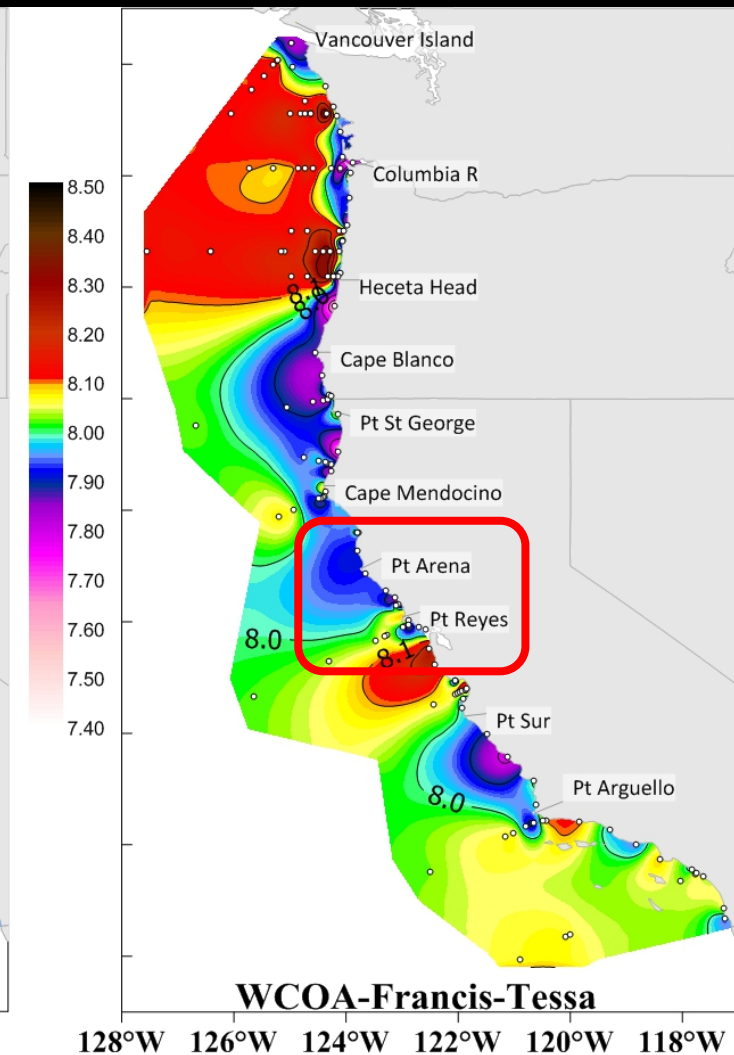 Vancouver Island
Columbia R
8.50
8.40
8.30
8.20
8.10
8.00
7.90
7.80
7.70
7.60
7.50
7.40
Heceta Head
Cape Blanco
Pt St George
Cape Mendocino
Pt Arena
Pt Reyes
8.0
8.1
Pt Sur
Pt Arguello
8.0
WCOA-Francis-Tessa
128°W 126°W 124°W 122°W 120°W 118°W